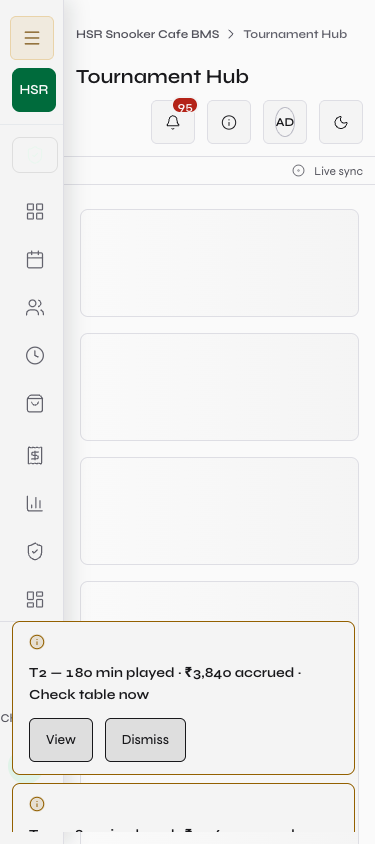 HSR Snooker Cafe BMS > Tournament Hub
HSR
Tournament Hub
95
AD
Live sync
T2 — 180 min played · ₹3,840 accrued ·
Check table now
View
Dismiss